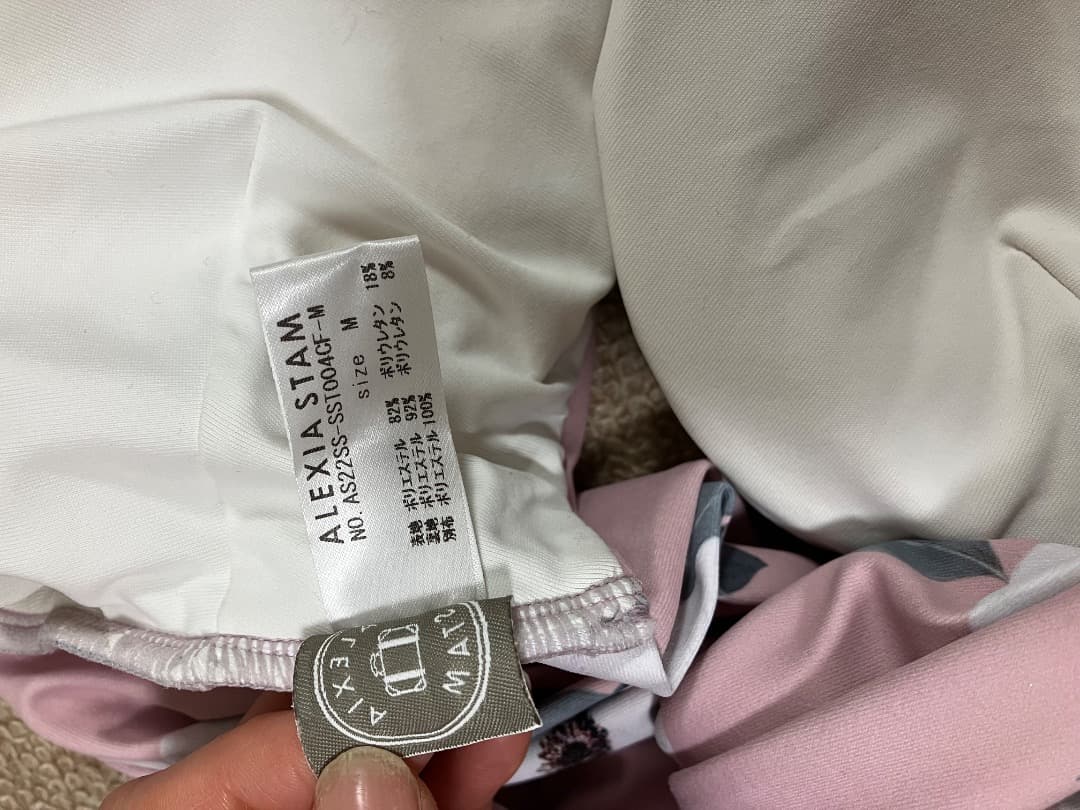 ALEXIA STAM
NO. AS22SS-SST004CF-M
size M
表地 ポリエステル 82% ポリウレタン 18%
裏地 ポリエステル 92% ポリウレタン 8%
別布 ポリエステル 100%
ALEXIA
STAM